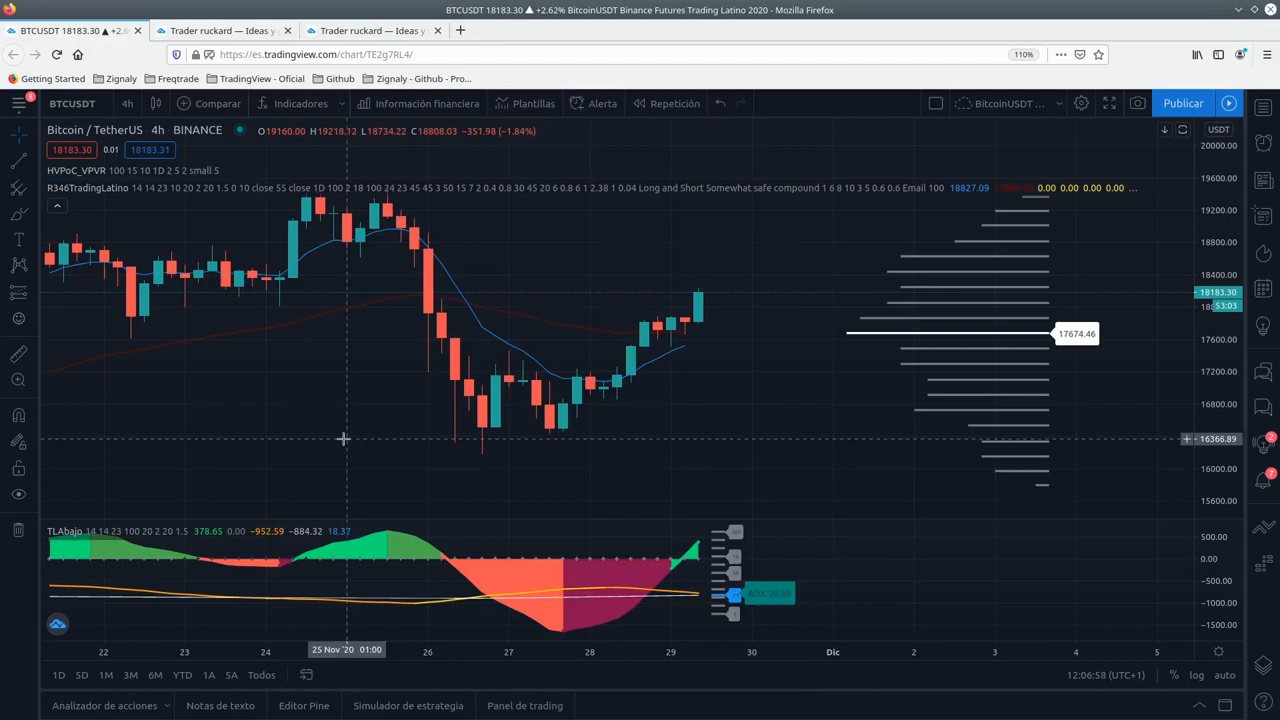 BTCUSDT 18183.30 ▲ +2.62% BitcoinUSDT Binance Futures Trading Latino 2020 - Mozilla Firefox
BTCUSDT 18183.30 ▲ +2.6
Trader ruckard — Ideas y
Trader ruckard — Ideas y
https://es.tradingview.com/chart/TE2g7RL4/
110%
Getting Started
Zignaly
Freqtrade
TradingView - Oficial
Github
Zignaly - Github - Pro...
8
BTCUSDT
4h
Comparar
Indicadores
Información financiera
Plantillas
Alerta
Repetición
BitcoinUSDT ...
Publicar
Bitcoin / TetherUS 4h · BINANCE
O19160.00 H19218.12 L18734.22 C18808.03 −351.98 (−1.84%)
USDT
18183.30
0.01
18183.31
HVPoC_VPVR 100 15 10 1D 2 5 2 small 5
R346TradingLatino 14 14 23 10 20 2 20 1.5 0 10 close 55 close 1D 100 2 18 100 24 23 45 45 3 50 15 7 2 0.4 0.8 30 45 20 6 0.8 6 1 2.38 1 0.04 Long and Short Somewhat safe compound 1 6 8 10 3 5 0.6 0.6 Email 100 18827.09
0.00 0.00 0.00 0.00 ...
20000.00
19600.00
19200.00
18800.00
18400.00
18183.30
53:03
17674.46
17600.00
17200.00
16800.00
16366.89
16000.00
15600.00
2
7
TLAbajo 14 14 23 100 20 2 20 1.5 378.65 0.00 −952.59 −884.32 18.37
500.00
0.00
−500.00
−1000.00
−1500.00
ADX: 25.68
22
23
24
25 Nov '20 01:00
26
27
28
29
30
Dic
2
3
4
5
1D
5D
1M
3M
6M
YTD
1A
5A
Todos
12:06:58 (UTC+1)
%
log
auto
Analizador de acciones
Notas de texto
Editor Pine
Simulador de estrategia
Panel de trading